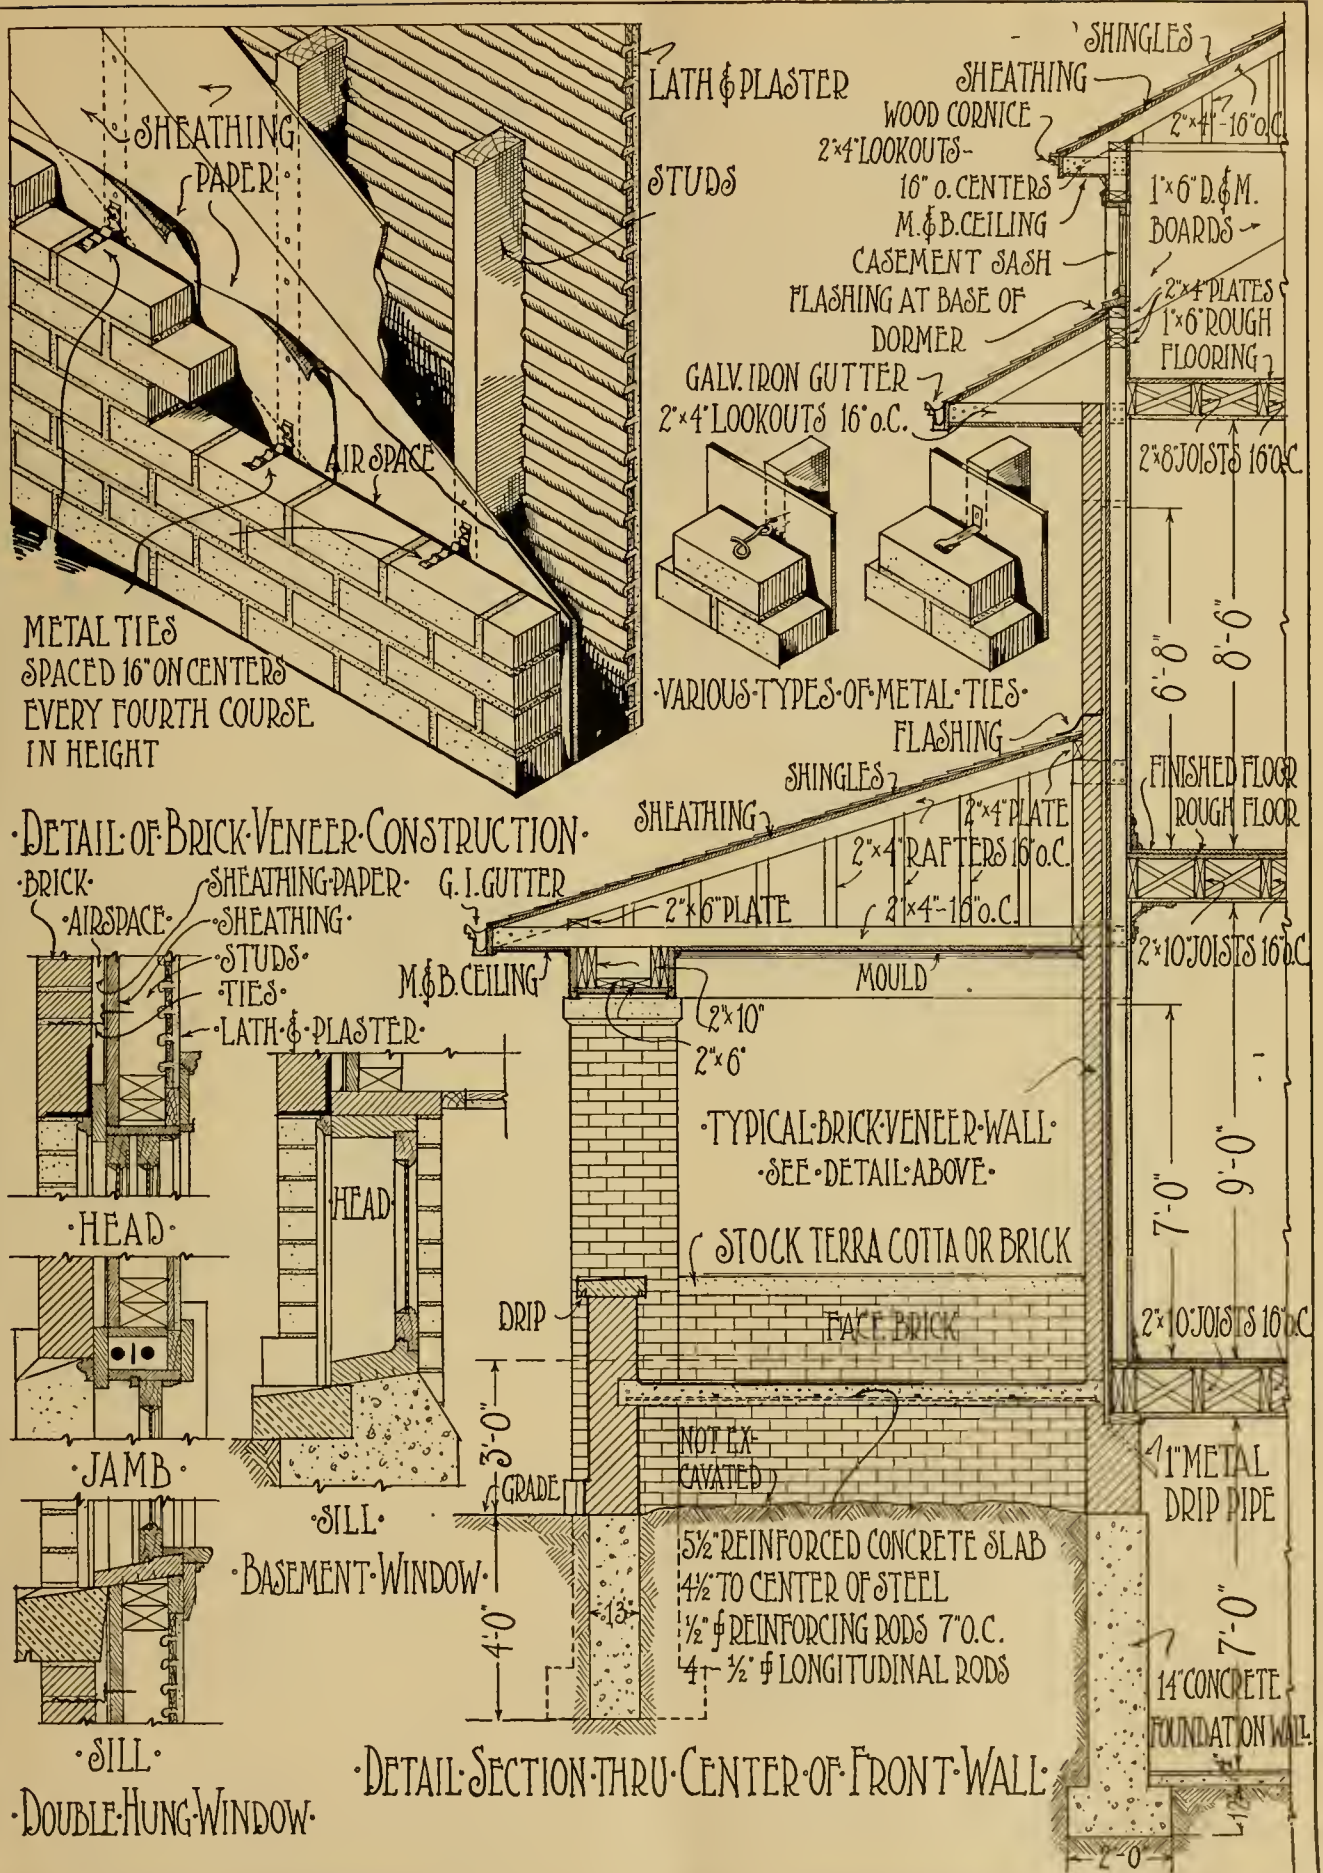 SHEATHING
PAPER
LATH & PLASTER
STUDS
AIR SPACE
METAL TIES
SPACED 16" ON CENTERS
EVERY FOURTH COURSE
IN HEIGHT
·DETAIL·OF·BRICK·VENEER·CONSTRUCTION·
SHINGLES
SHEATHING
WOOD CORNICE
2"×4" LOOKOUTS-
16" O. CENTERS
M.&B. CEILING
CASEMENT SASH
FLASHING AT BASE OF
DORMER
GALV. IRON GUTTER
2"×4" LOOKOUTS 16" O.C.
2"×4"-16" O.C.
1"×6" D.&M.
BOARDS
2"×4" PLATES
1"×6" ROUGH
FLOORING
2"×8" JOISTS 16" O.C.
·VARIOUS·TYPES·OF·METAL·TIES·
6'-8"
8'-6"
FLASHING
SHINGLES
SHEATHING
2"×4" PLATE
2"×4" RAFTERS 16" O.C.
2"×6" PLATE
2"×4"-16" O.C.
G.I. GUTTER
M.&B. CEILING
MOULD
2"×10"
2"×6"
FINISHED FLOOR
ROUGH FLOOR
2"×10" JOISTS 16" O.C.
·BRICK·
·AIRSPACE·
·SHEATHING·PAPER·
·SHEATHING·
·STUDS·
·TIES·
·LATH·&·PLASTER·
·HEAD·
·JAMB·
·SILL·
·DOUBLE·HUNG·WINDOW·
HEAD
·SILL·
·BASEMENT·WINDOW·
·TYPICAL·BRICK·VENEER·WALL·
·SEE·DETAIL·ABOVE·
STOCK TERRA COTTA OR BRICK
DRIP
FACE BRICK
7'-0"
9'-0"
2"×10" JOISTS 16" O.C.
3'-0"
NOT EX-
CAVATED
GRADE
1" METAL
DRIP PIPE
5½" REINFORCED CONCRETE SLAB
4½" TO CENTER OF STEEL
½" ∮ REINFORCING RODS 7" O.C.
4- ½" ∮ LONGITUDINAL RODS
4'-0"
13"
7'-0"
14" CONCRETE
FOUNDATION WALL
12"
2'-0"
·DETAIL·SECTION·THRU·CENTER·OF·FRONT·WALL·